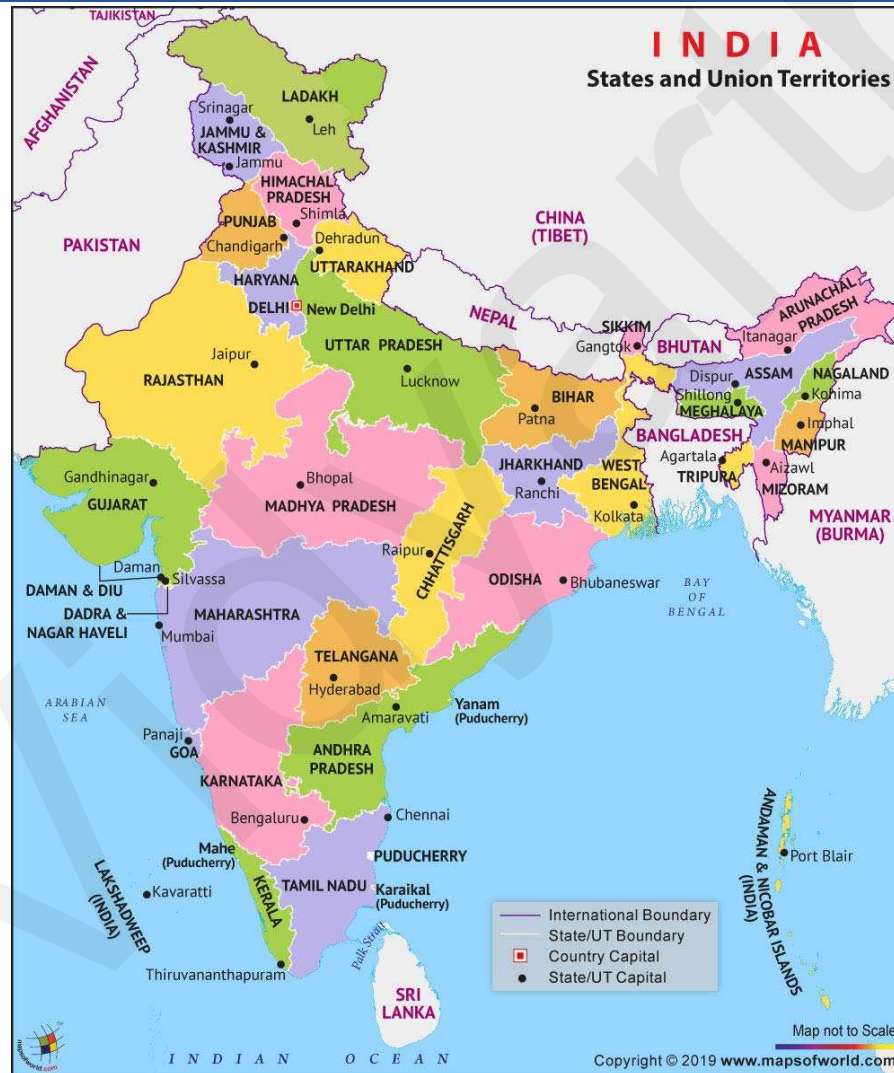 TAJIKISTAN
INDIA
States and Union Territories
AFGHANISTAN
LADAKH
Srinagar
Leh
JAMMU &
KASHMIR
Jammu
HIMACHAL
PRADESH
Shimla
PUNJAB
Chandigarh
CHINA
(TIBET)
PAKISTAN
Dehradun
UTTARAKHAND
HARYANA
DELHI
New Delhi
NEPAL
SIKKIM
Gangtok
BHUTAN
ARUNACHAL
PRADESH
Itanagar
UTTAR PRADESH
Jaipur
RAJASTHAN
Lucknow
BIHAR
Patna
Dispur
ASSAM
NAGALAND
Shillong
Kohima
MEGHALAYA
Imphal
MANIPUR
BANGLADESH
Agartala
TRIPURA
Aizawl
MIZORAM
JHARKHAND
Ranchi
WEST
BENGAL
Kolkata
MYANMAR
(BURMA)
Gandhinagar
GUJARAT
Bhopal
MADHYA PRADESH
Raipur
CHHATTISGARH
ODISHA
Bhubaneswar
BAY
OF
BENGAL
Daman
Silvassa
DAMAN & DIU
DADRA &
NAGAR HAVELI
MAHARASHTRA
Mumbai
TELANGANA
Hyderabad
ARABIAN
SEA
Amaravati
Yanam
(Puducherry)
Panaji
GOA
ANDHRA
PRADESH
KARNATAKA
Bengaluru
Chennai
Mahe
(Puducherry)
PUDUCHERRY
LAKSHADWEEP
(INDIA)
Kavaratti
KERALA
TAMIL NADU
Karaikal
(Puducherry)
ANDAMAN & NICOBAR ISLANDS
(INDIA)
Port Blair
Palk Strait
Thiruvananthapuram
SRI
LANKA
International Boundary
State/UT Boundary
Country Capital
State/UT Capital
INDIAN OCEAN
Map not to Scale
Copyright © 2019 www.mapsofworld.com
mapsofworld.com